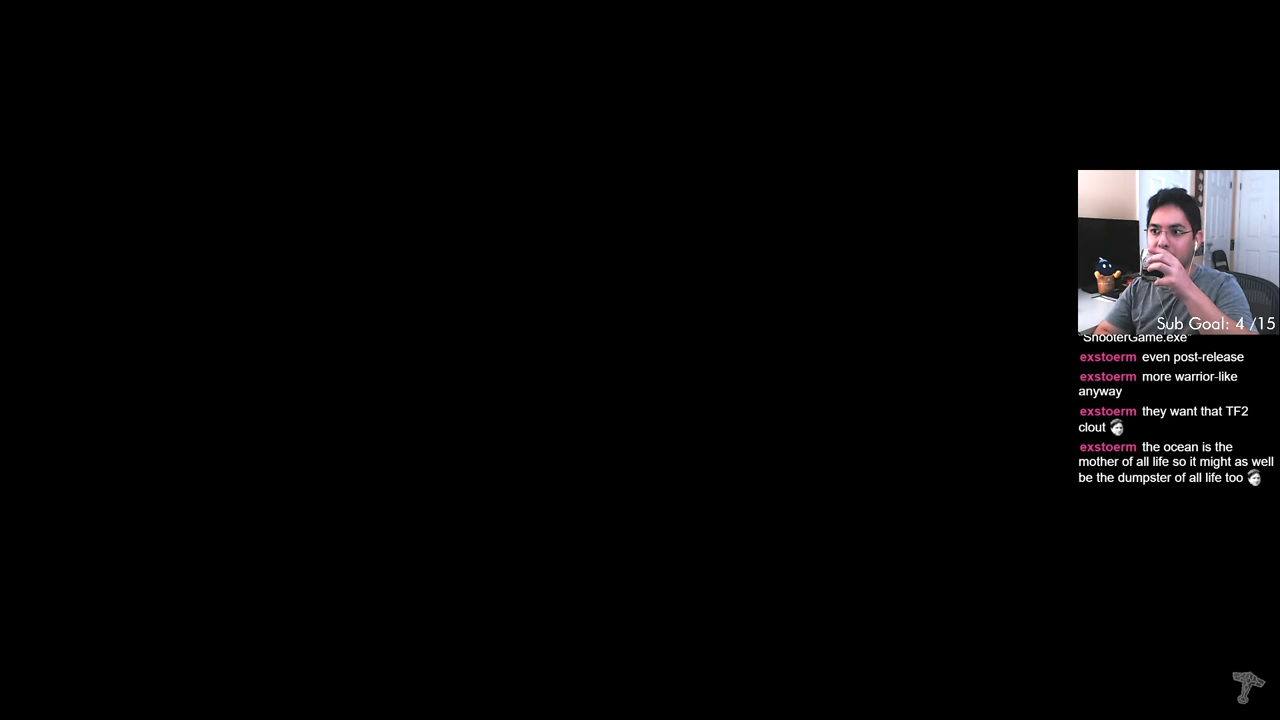 Sub Goal: 4 /15
"ShooterGame.exe"
exstoerm even post-release
exstoerm more warrior-like
anyway
exstoerm they want that TF2
clout
exstoerm the ocean is the
mother of all life so it might as well
be the dumpster of all life too